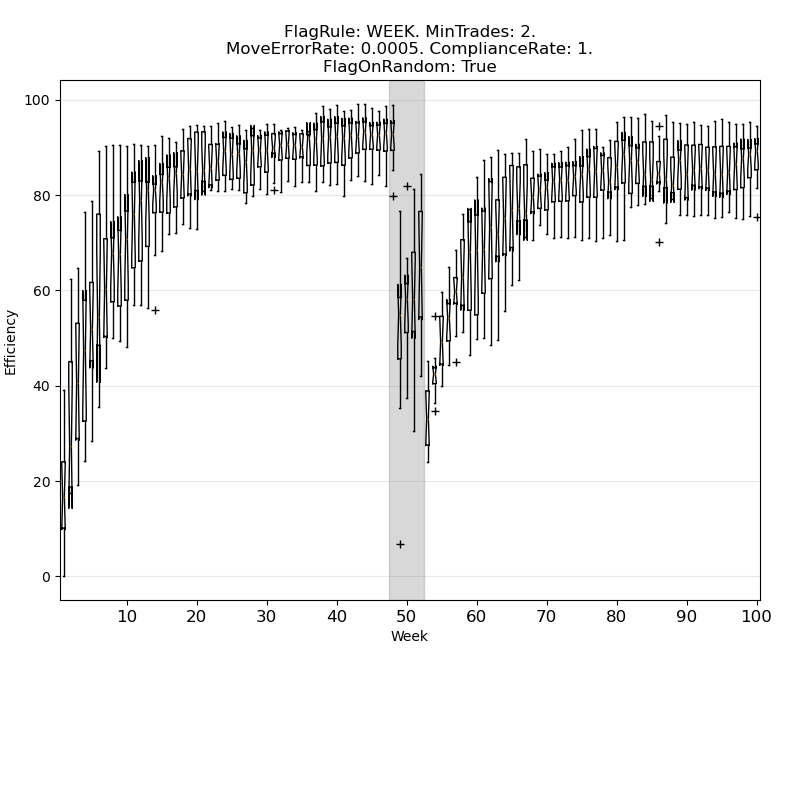 FlagRule: WEEK. MinTrades: 2.
MoveErrorRate: 0.0005. ComplianceRate: 1.
FlagOnRandom: True
100
80
60
40
20
0
Efficiency
10 20 30 40 50 60 70 80 90 100
Week